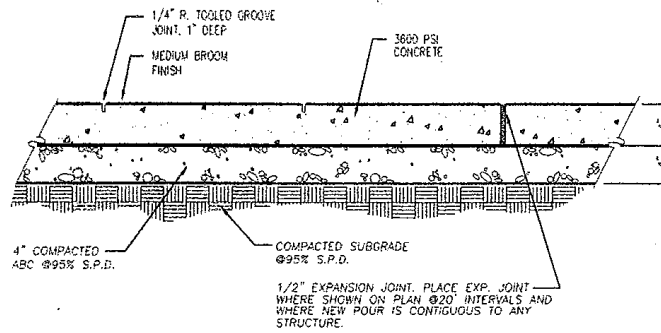 1/4" R. TOOLED GROOVE
JOINT, 1" DEEP
MEDIUM BROOM
FINISH
3600 PSI
CONCRETE
4" COMPACTED
ABC @95% S.P.D.
COMPACTED SUBGRADE
@95% S.P.D.
1/2" EXPANSION JOINT. PLACE EXP. JOINT
WHERE SHOWN ON PLAN @20' INTERVALS AND
WHERE NEW POUR IS CONTIGUOUS TO ANY
STRUCTURE.